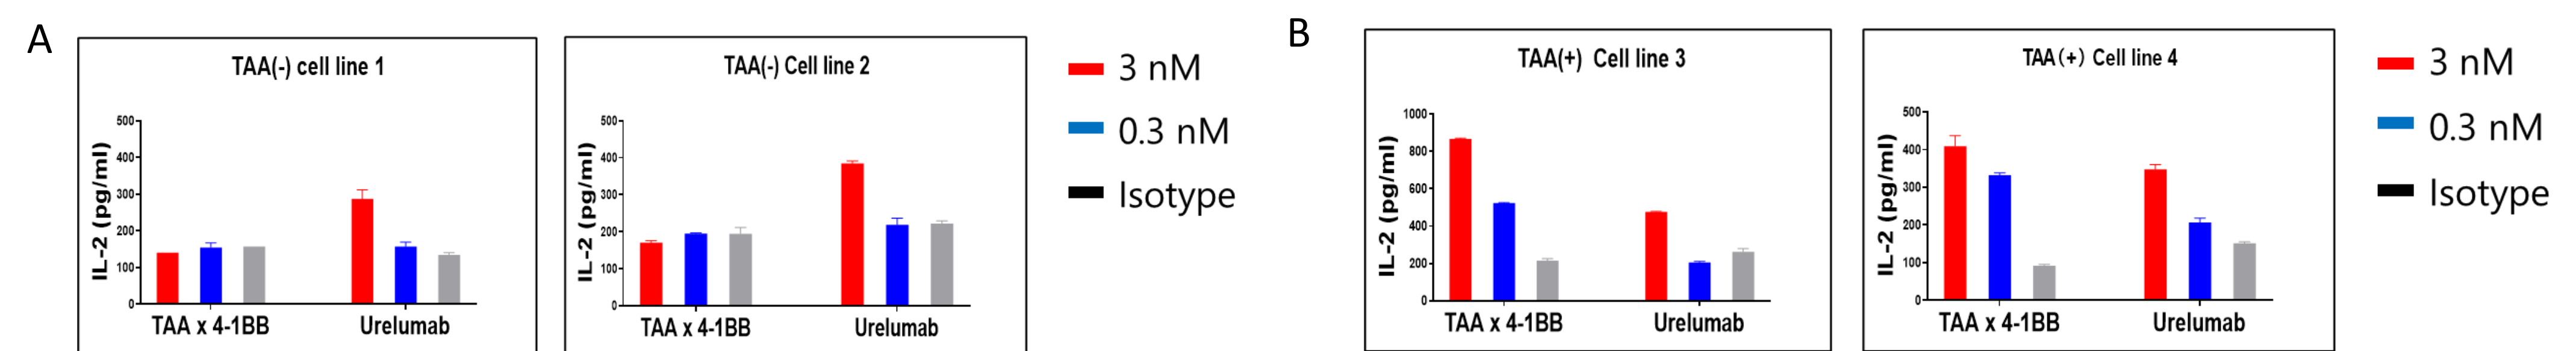 A
TAA(-) cell line 1
IL-2 (pg/ml)
500
400
300
200
100
0
TAA x 4-1BB
Urelumab
TAA(-) Cell line 2
IL-2 (pg/ml)
500
400
300
200
100
0
TAA x 4-1BB
Urelumab
3 nM
0.3 nM
Isotype
B
TAA(+) Cell line 3
IL-2 (pg/ml)
1000
800
600
400
200
0
TAA x 4-1BB
Urelumab
TAA(+) Cell line 4
IL-2 (pg/ml)
500
400
300
200
100
0
TAA x 4-1BB
Urelumab
3 nM
0.3 nM
Isotype